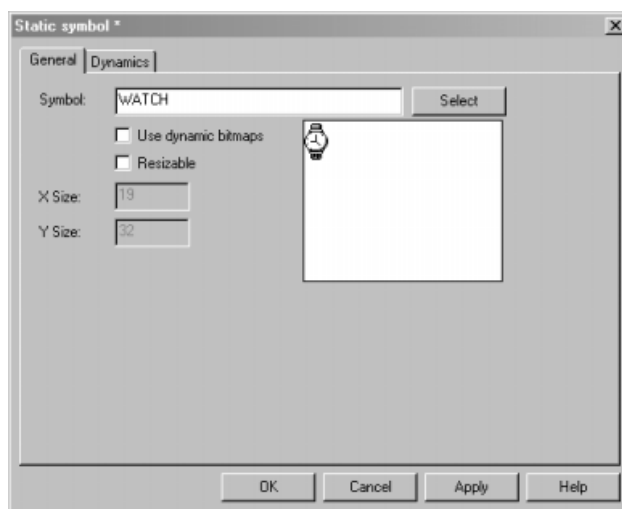 Static symbol *
General
Dynamics
Symbol: WATCH Select
Use dynamic bitmaps
Resizable
X Size: 19
Y Size: 32
OK Cancel Apply Help